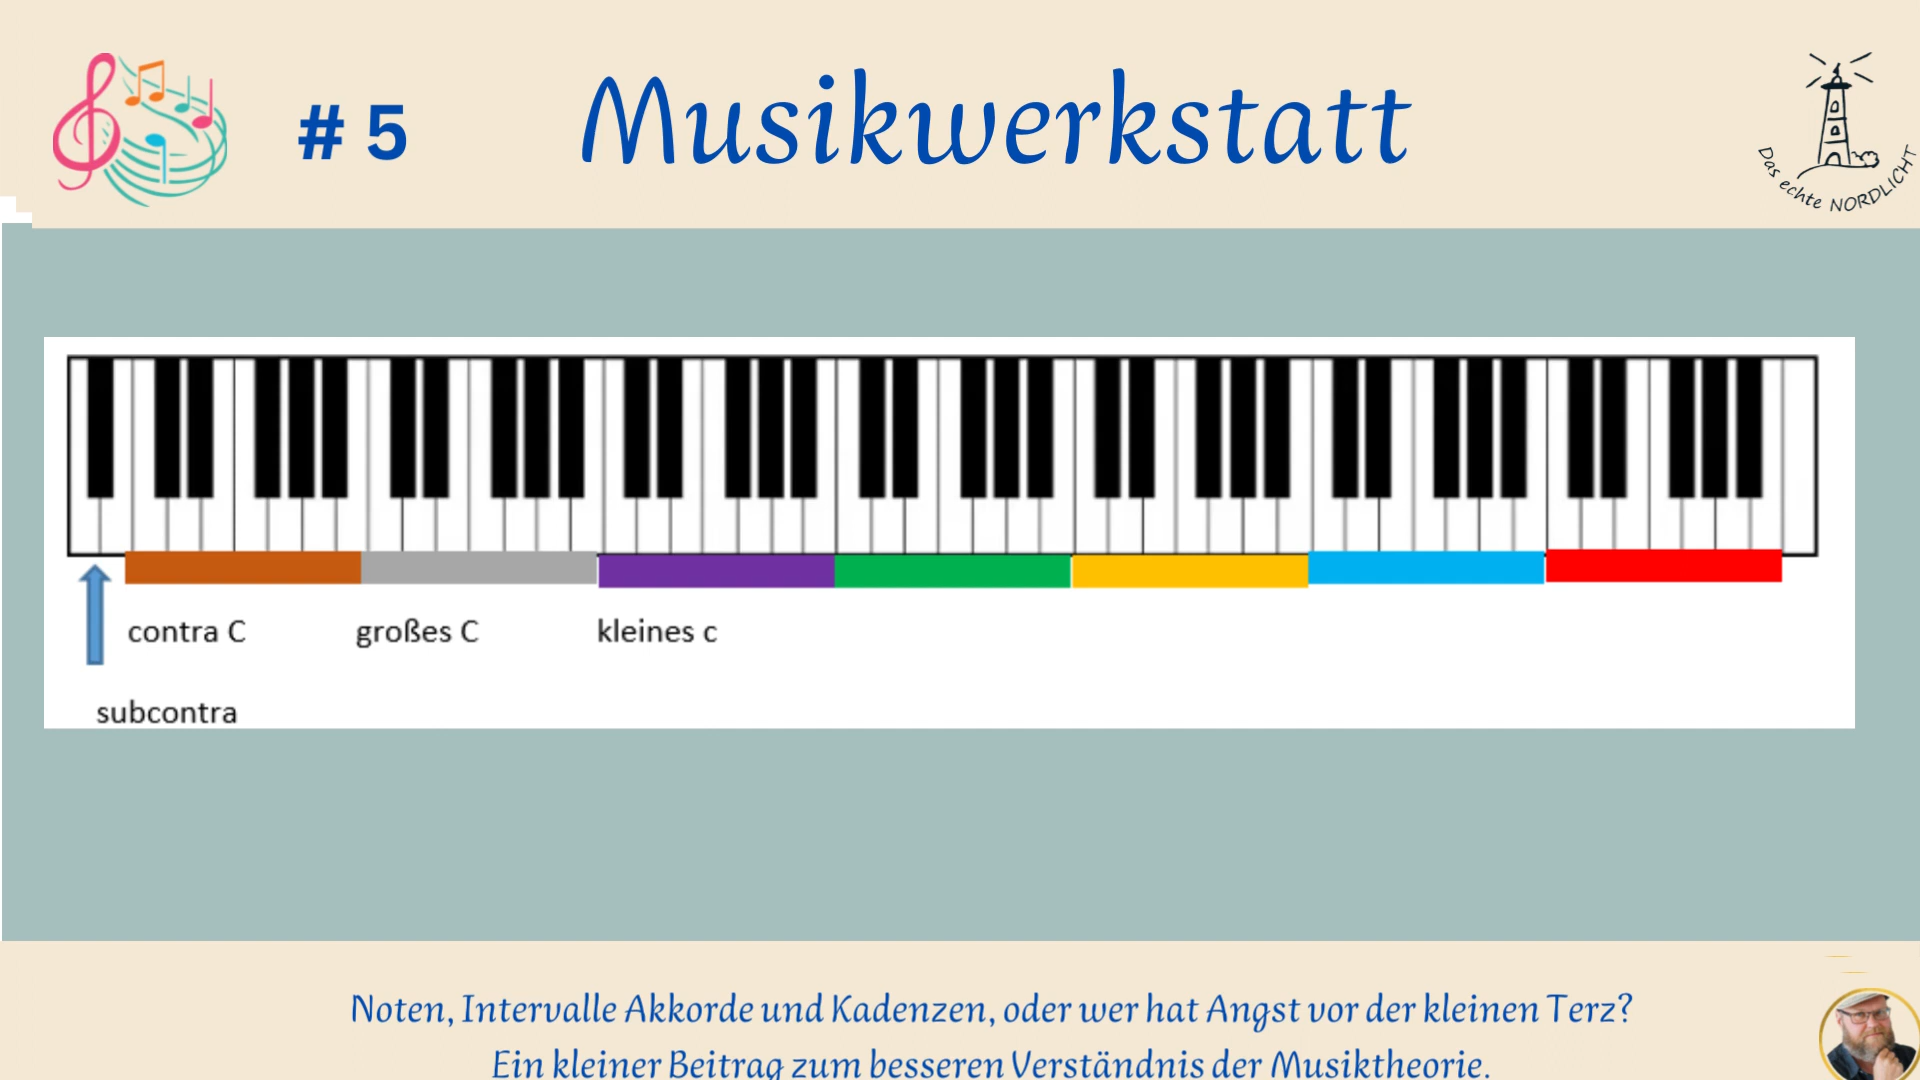 # 5
Musikwerkstatt
Das echte NORDLICHT
contra C
großes C
kleines c
subcontra
Noten, Intervalle Akkorde und Kadenzen, oder wer hat Angst vor der kleinen Terz?
Ein kleiner Beitrag zum besseren Verständnis der Musiktheorie.